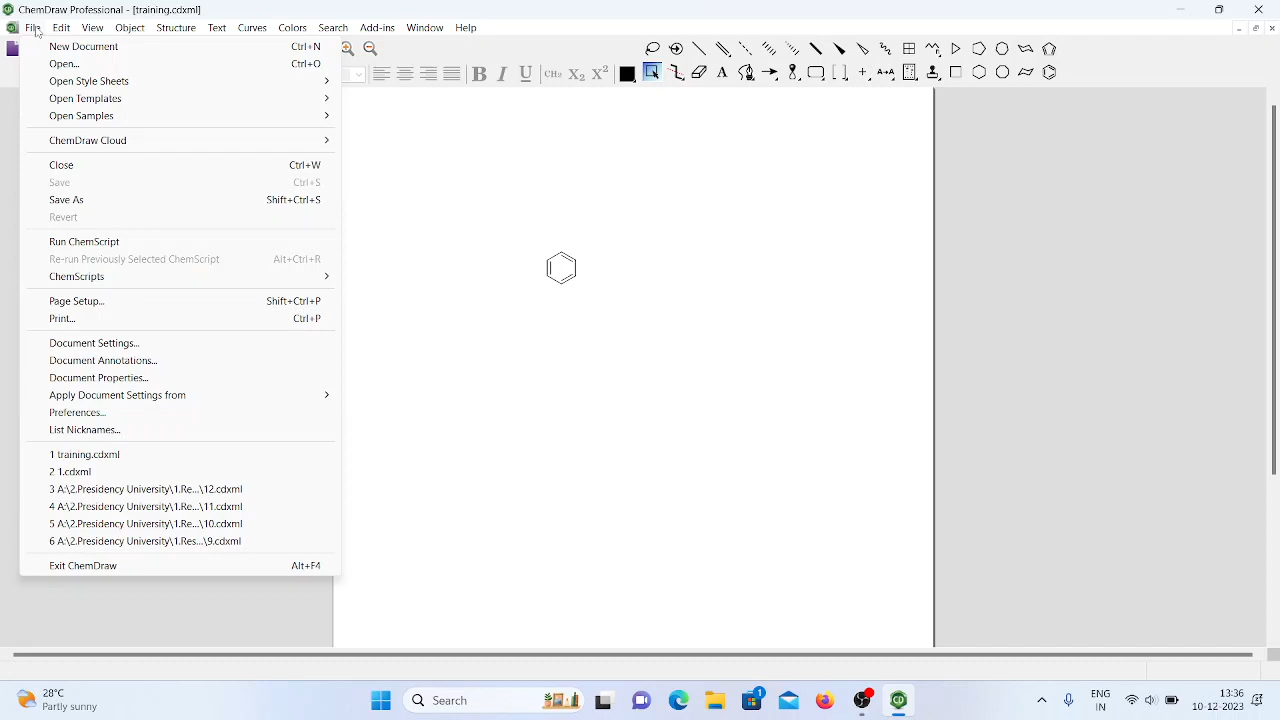 ChemDraw Professional - [training.cdxml]
File Edit View Object Structure Text Curves Colors Search Add-ins Window Help
New Document Ctrl+N
Open... Ctrl+O
Open Style Sheets
Open Templates
Open Samples
ChemDraw Cloud
Close Ctrl+W
Save Ctrl+S
Save As Shift+Ctrl+S
Revert
Run ChemScript
Re-run Previously Selected ChemScript Alt+Ctrl+R
ChemScripts
Page Setup... Shift+Ctrl+P
Print... Ctrl+P
Document Settings...
Document Annotations...
Document Properties...
Apply Document Settings from
Preferences...
List Nicknames...
1 training.cdxml
2 1.cdxml
3 A:\2.Presidency University\1.Re...\12.cdxml
4 A:\2.Presidency University\1.Re...\11.cdxml
5 A:\2.Presidency University\1.Re...\10.cdxml
6 A:\2.Presidency University\1.Res...\9.cdxml
Exit ChemDraw Alt+F4
B I U CH2 X2 X2 A
28°C
Partly sunny
Search
1
CD
ENG
IN
13:36
10-12-2023